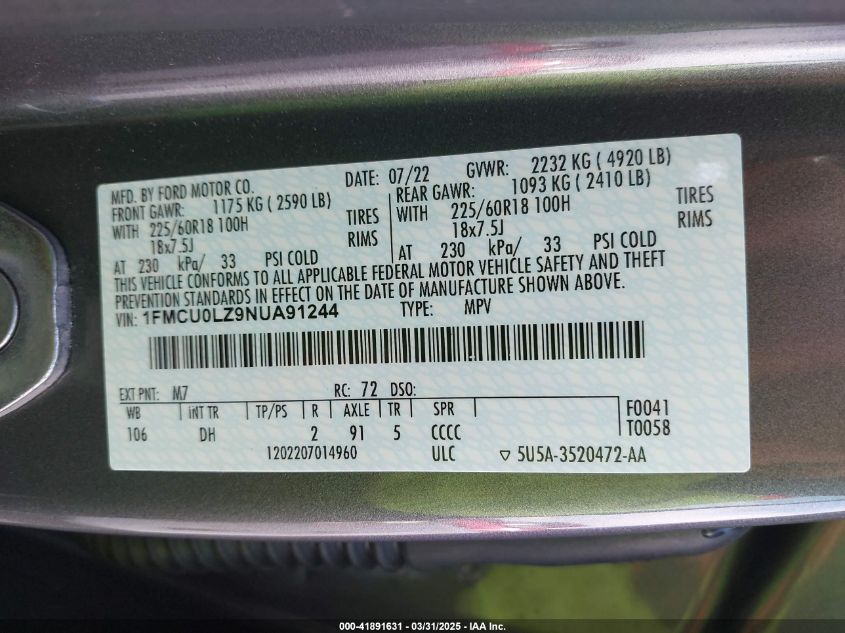 MFD. BY FORD MOTOR CO. DATE: 07/22 GVWR: 2232 KG ( 4920 LB)
FRONT GAWR: 1175 KG ( 2590 LB) REAR GAWR: 1093 KG ( 2410 LB)
WITH 225/60R18 100H TIRES WITH 225/60R18 100H TIRES
18x7.5J RIMS 18x7.5J RIMS
AT 230 kPa/ 33 PSI COLD AT 230 kPa/ 33 PSI COLD
THIS VEHICLE CONFORMS TO ALL APPLICABLE FEDERAL MOTOR VEHICLE SAFETY AND THEFT
PREVENTION STANDARDS IN EFFECT ON THE DATE OF MANUFACTURE SHOWN ABOVE.
VIN: 1FMCU0LZ9NUA91244 TYPE: MPV
EXT PNT: M7 RC: 72 DSO:
WB INT TR TP/PS R AXLE TR SPR F0041
106 DH 2 91 5 CCCC T0058
1202207014960 ULC ▽ 5U5A-3520472-AA
000-41891631 - 03/31/2025 - IAA Inc.